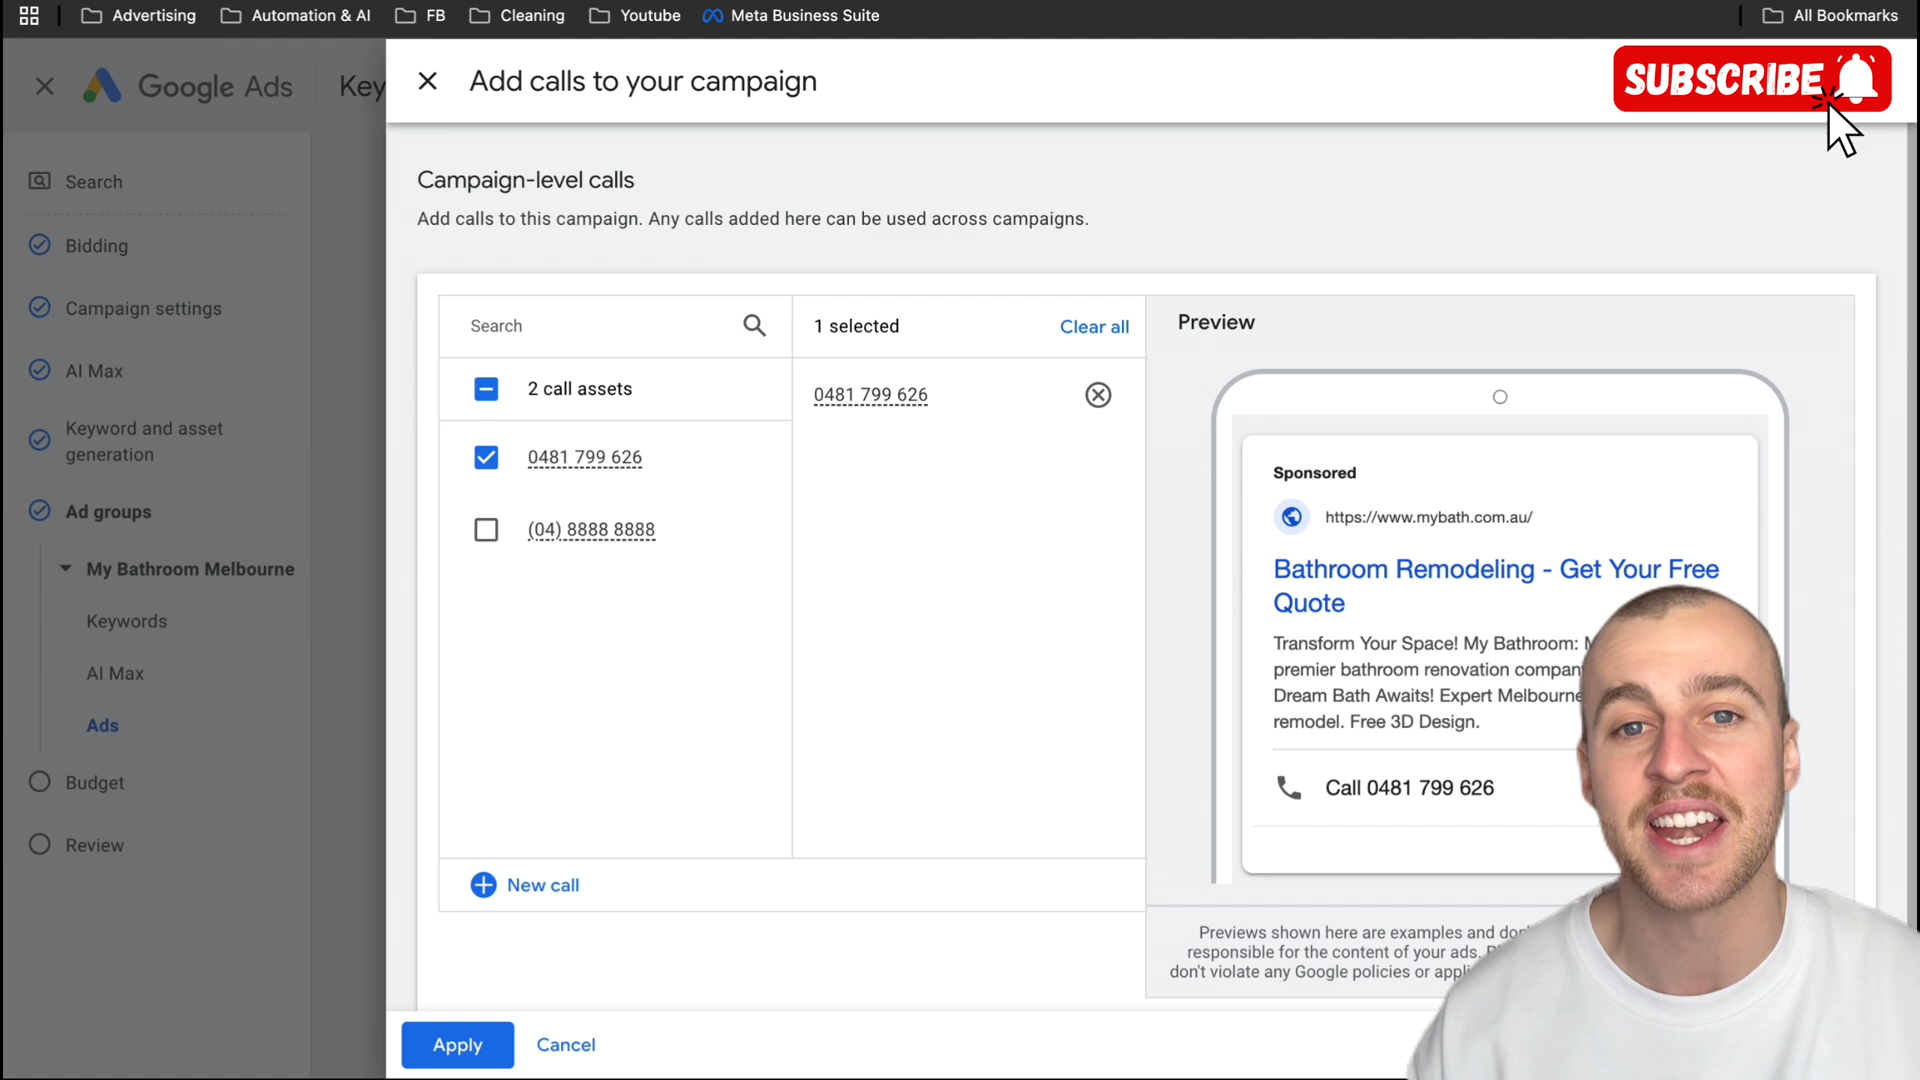 Advertising
Automation & AI
FB
Cleaning
Youtube
Meta Business Suite
All Bookmarks
Google Ads
Key
Add calls to your campaign
SUBSCRIBE
Search
Bidding
Campaign settings
AI Max
Keyword and asset
generation
Ad groups
My Bathroom Melbourne
Keywords
AI Max
Ads
Budget
Review
Campaign-level calls
Add calls to this campaign. Any calls added here can be used across campaigns.
Search
2 call assets
0481 799 626
(04) 8888 8888
New call
1 selected
Clear all
0481 799 626
Preview
Sponsored
https://www.mybath.com.au/
Bathroom Remodeling - Get Your Free
Quote
Transform Your Space! My Bathroom:
premier bathroom renovation
Dream Bath Awaits! Expert Melbourne
remodel. Free 3D Design.
Call 0481 799 626
Previews shown here are examples and
responsible for the content of your ads.
don't violate any Google policies or
Apply
Cancel